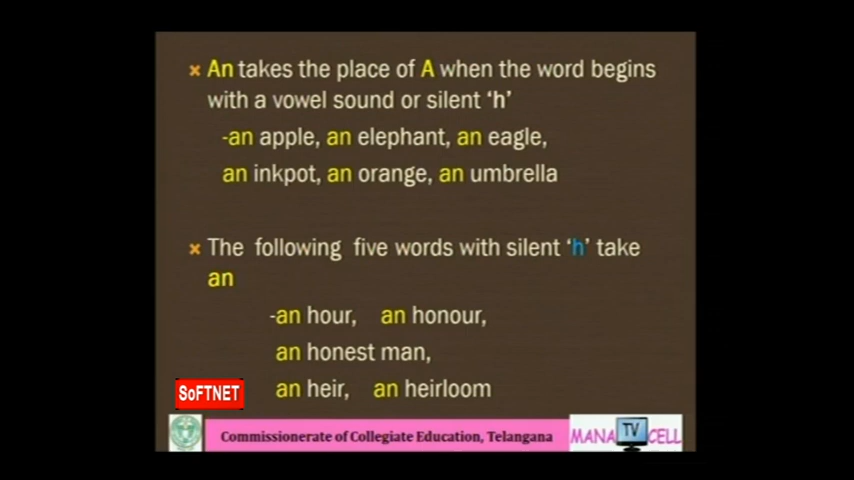 An takes the place of A when the word begins
with a vowel sound or silent 'h'
-an apple, an elephant, an eagle,
an inkpot, an orange, an umbrella
The following five words with silent 'h' take
an
-an hour, an honour,
an honest man,
an heir, an heirloom
SoFTNET
Commissionerate of Collegiate Education, Telangana
MANA TV CELL